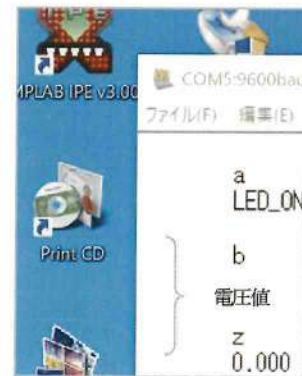 MPLAB IPE v3.00
COM5:9600bau
ファイル(F) 編集(E)
a
LED_ON
Print CD
b
電圧値
z
0.000